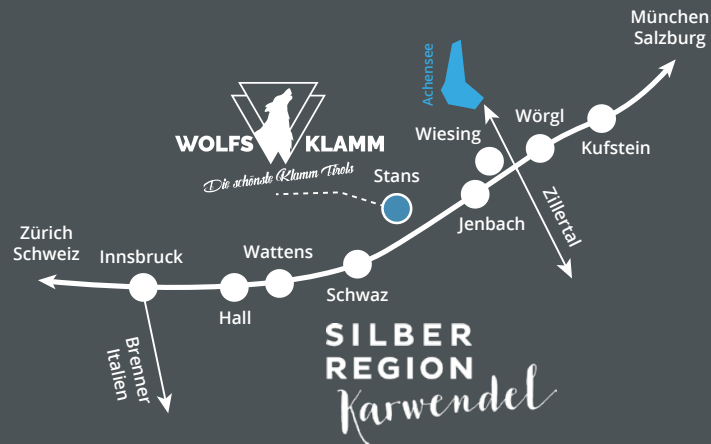 München
Salzburg
Achensee
Wörgl
Wiesing
Kufstein
WOLFS KLAMM
Die schönste Klamm Tirols
Stans
Zillertal
Jenbach
Zürich
Schweiz
Innsbruck
Wattens
Schwaz
Hall
Brenner
Italien
SILBER
REGION
Karwendel